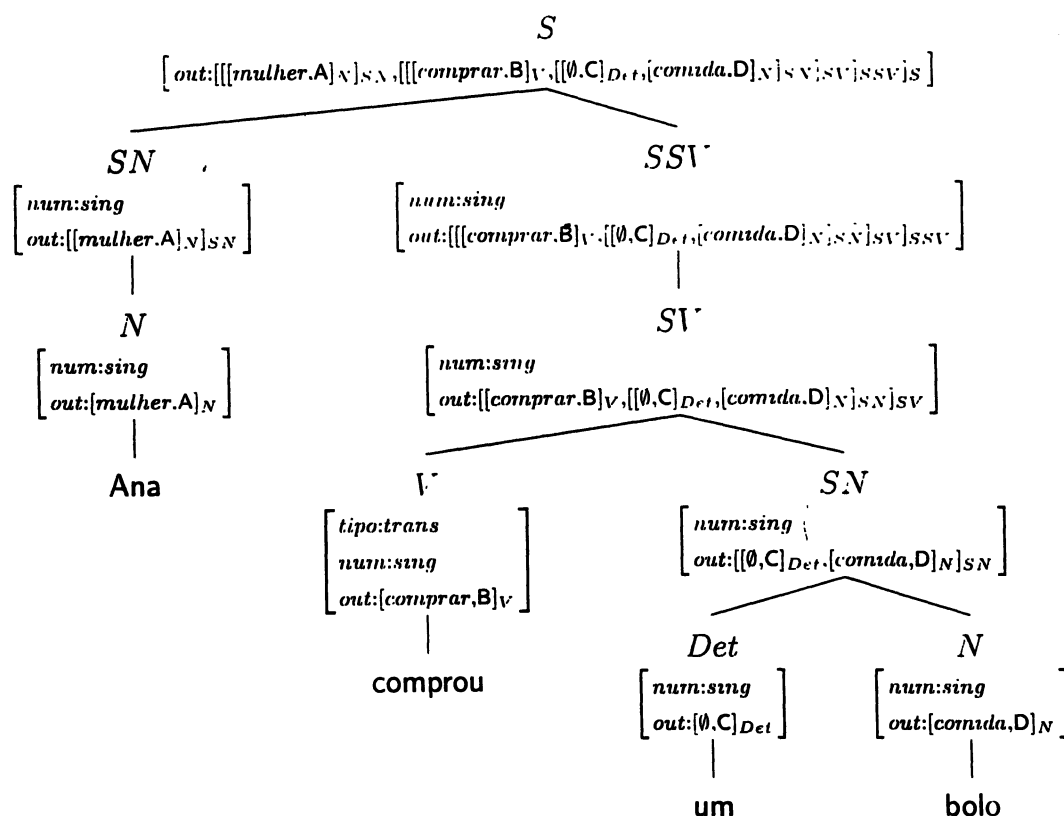 S
[out:[[[mulher.A]N]SN,[[[[comprar.B]V,[[∅.C]Det,[comida.D]N]SN]SV]SSV]S]
SN SSV
[num:sing [num:sing
out:[[mulher.A]N]SN] out:[[[comprar.B]V.[[∅,C]Det,[comida.D]N]SN]SV]SSV]
N SV
[num:sing [num:sing
out:[mulher.A]N] out:[[comprar.B]V,[[∅,C]Det,[comida.D]N]SN]SV]
Ana V SN
[tipo:trans [num:sing
num:sing out:[[∅,C]Det.[comida,D]N]SN]
out:[comprar,B]V]
Det N
comprou [num:sing [num:sing
out:[∅,C]Det] out:[comida,D]N]
um bolo